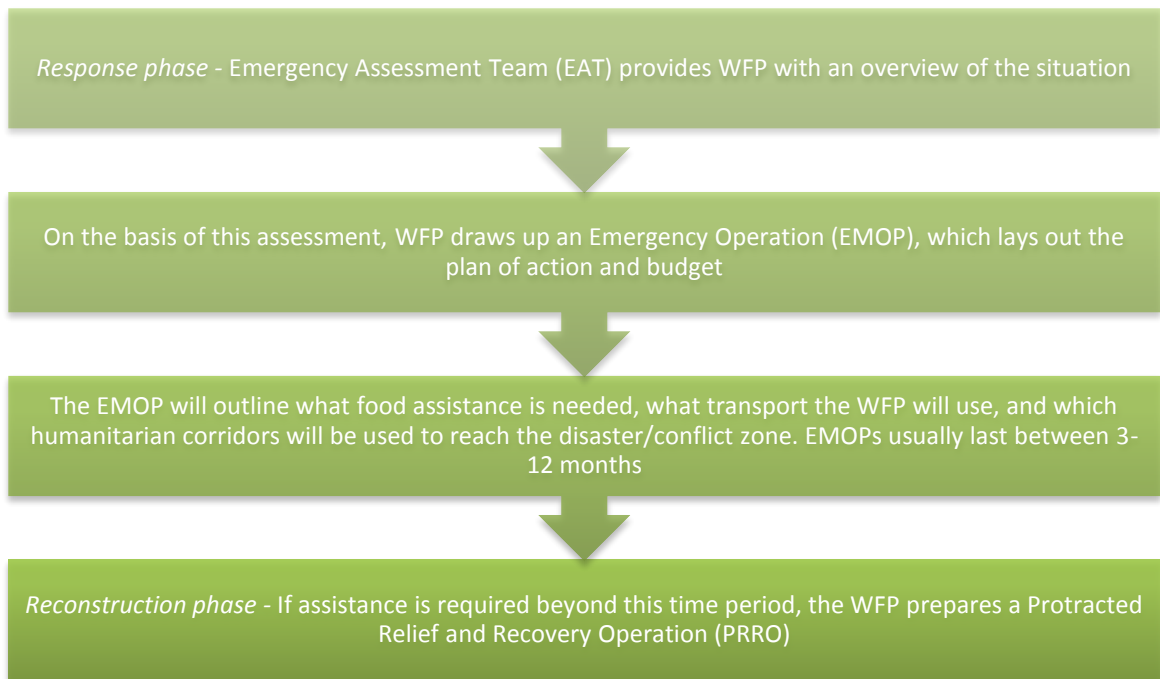 Response phase - Emergency Assessment Team (EAT) provides WFP with an overview of the situation
On the basis of this assessment, WFP draws up an Emergency Operation (EMOP), which lays out the
plan of action and budget
The EMOP will outline what food assistance is needed, what transport the WFP will use, and which
humanitarian corridors will be used to reach the disaster/conflict zone. EMOPs usually last between 3-
12 months
Reconstruction phase - If assistance is required beyond this time period, the WFP prepares a Protracted
Relief and Recovery Operation (PRRO)